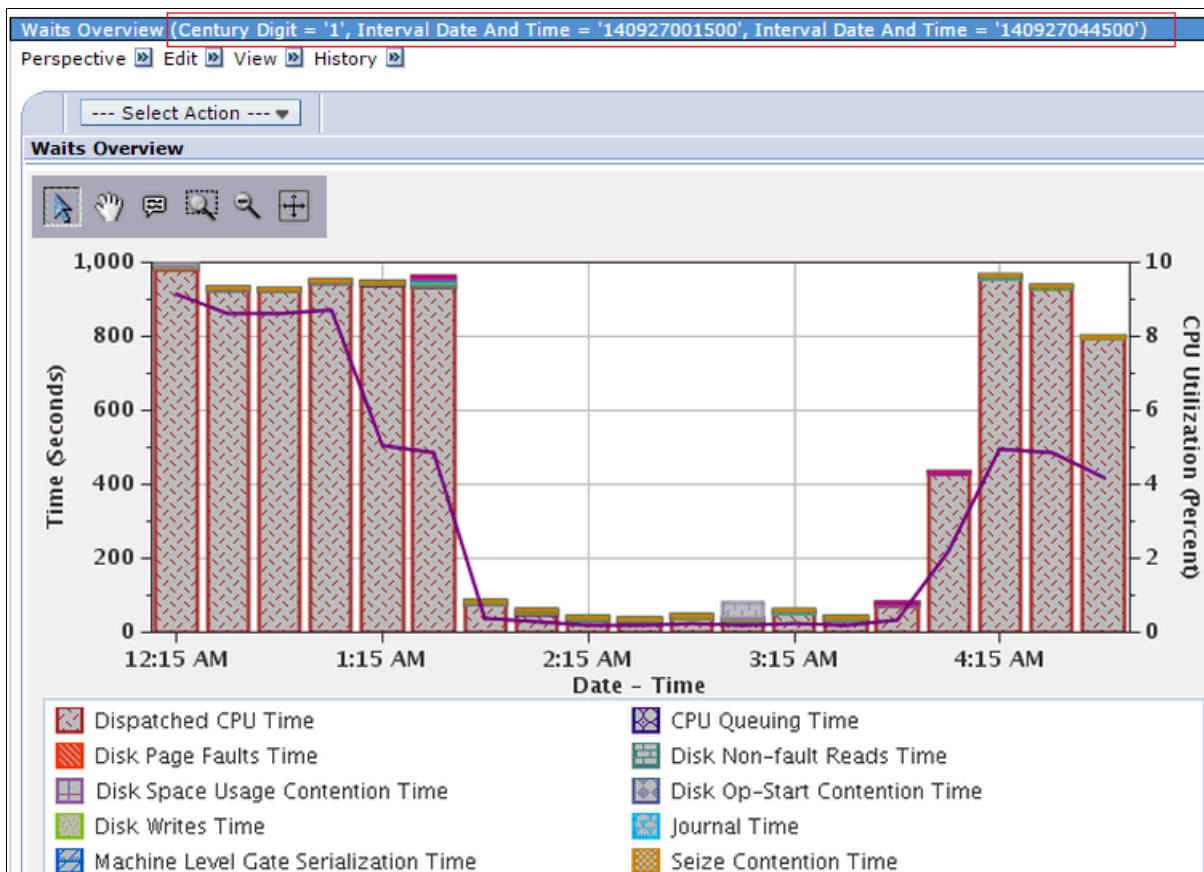 Waits Overview (Century Digit = '1', Interval Date And Time = '140927001500', Interval Date And Time = '140927044500')
Perspective Edit View History
--- Select Action ---
Waits Overview
1,000
800
600
400
200
0
Time (Seconds)
10
8
6
4
2
0
CPU Utilization (Percent)
12:15 AM 1:15 AM 2:15 AM 3:15 AM 4:15 AM
Date - Time
Dispatched CPU Time CPU Queuing Time
Disk Page Faults Time Disk Non-fault Reads Time
Disk Space Usage Contention Time Disk Op-Start Contention Time
Disk Writes Time Journal Time
Machine Level Gate Serialization Time Seize Contention Time